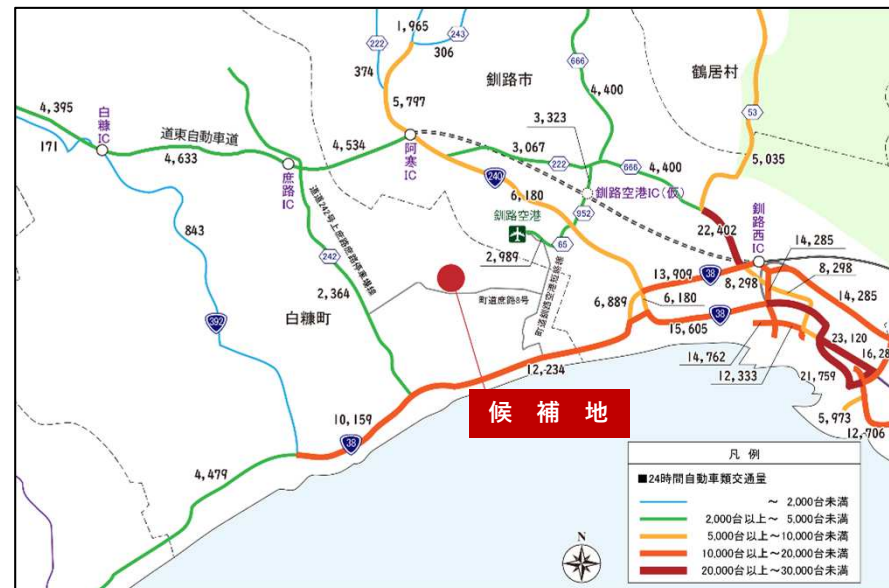 1,965
243
222
306
374
666
鶴居村
釧路市
4,400
53
5,797
3,323
4,395
白糠IC
171
道東自動車道
4,633
4,534
阿寒IC
3,067
222
666
4,400
5,035
庶路IC
240
6,180
釧路空港IC(仮)
釧路空港
952
65
2,989
22,402
釧路西IC
14,285
843
道道242号上庶路庶路停車場線
242
2,364
町道庶路8号
町道釧路空港短絡線
13,909
38
8,298
8,298
14,285
392
白糠町
6,889
6,180
38
15,605
23,120
16,28
14,762
12,333
21,759
12,234
5,973
12,706
候補地
10,159
38
4,479
凡例
■24時間自動車類交通量
~ 2,000台未満
2,000台以上~ 5,000台未満
5,000台以上~10,000台未満
10,000台以上~20,000台未満
20,000台以上~30,000台未満
N